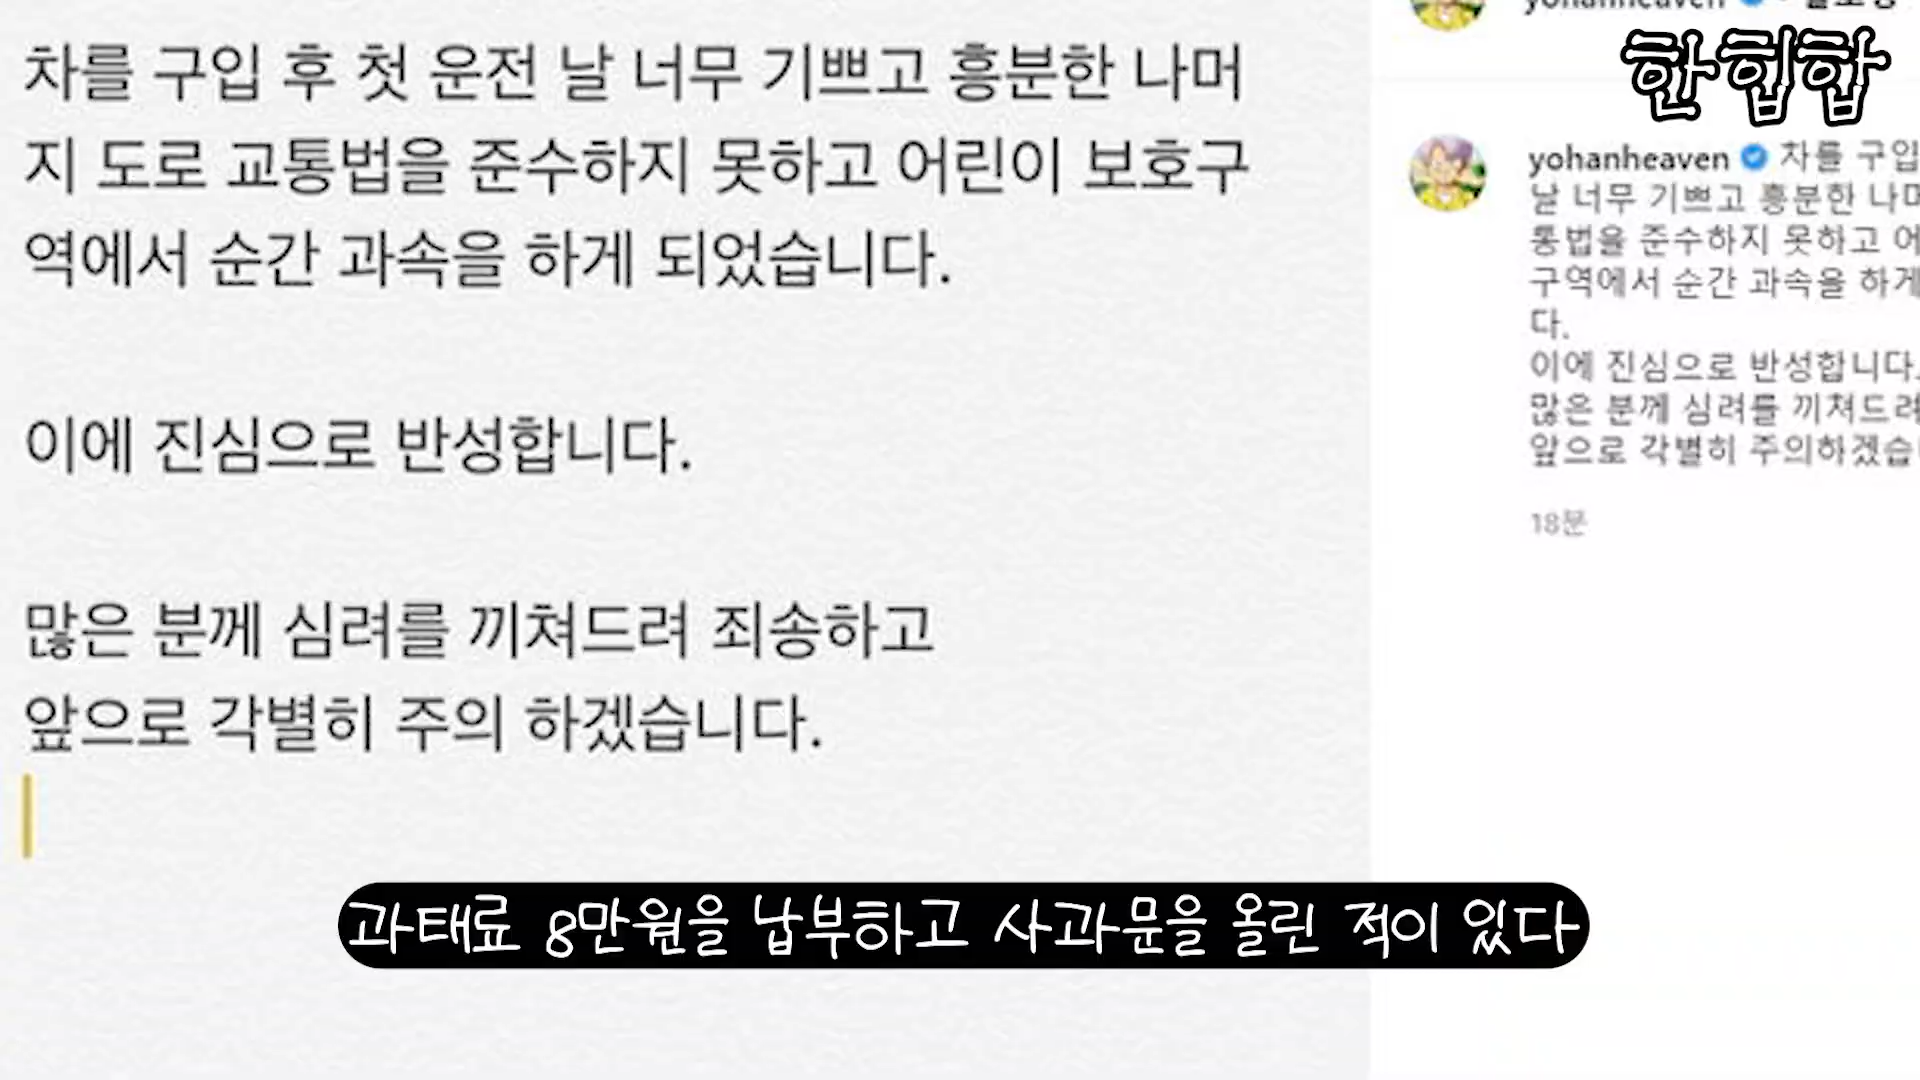 차를 구입 후 첫 운전 날 너무 기쁘고 흥분한 나머
지 도로 교통법을 준수하지 못하고 어린이 보호구
역에서 순간 과속을 하게 되었습니다.
이에 진심으로 반성합니다.
많은 분께 심려를 끼쳐드려 죄송하고
앞으로 각별히 주의 하겠습니다.
yohanheaven
한힙합
yohanheaven 차를 구입
날 너무 기쁘고 흥분한 나머
통법을 준수하지 못하고 어
구역에서 순간 과속을 하게
다.
이에 진심으로 반성합니다.
많은 분께 심려를 끼쳐드려
앞으로 각별히 주의하겠습니
18분
과태료 8만원을 납부하고 사과문을 올린 적이 있다